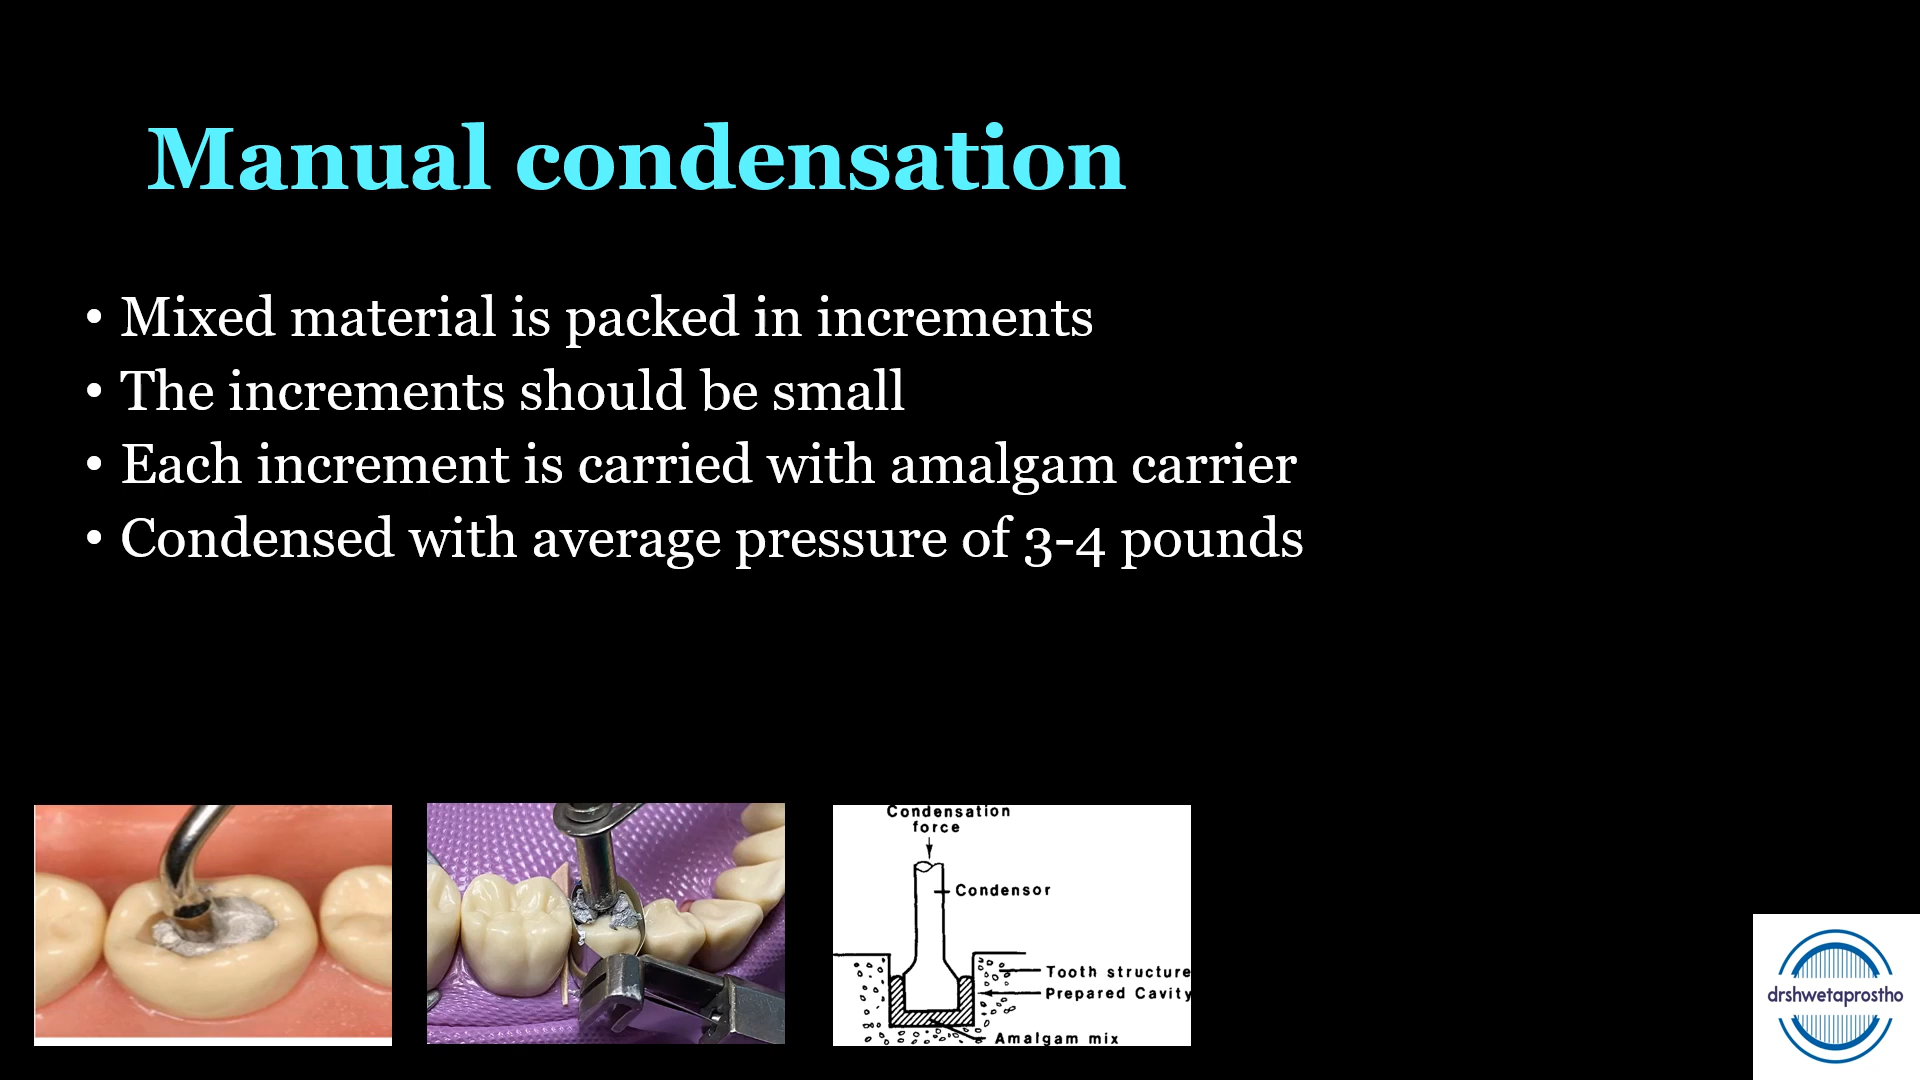 Manual condensation
• Mixed material is packed in increments
• The increments should be small
• Each increment is carried with amalgam carrier
• Condensed with average pressure of 3-4 pounds
Condensation
force
Condensor
Tooth structure
Prepared Cavity
Amalgam mix
drshwetaprostho